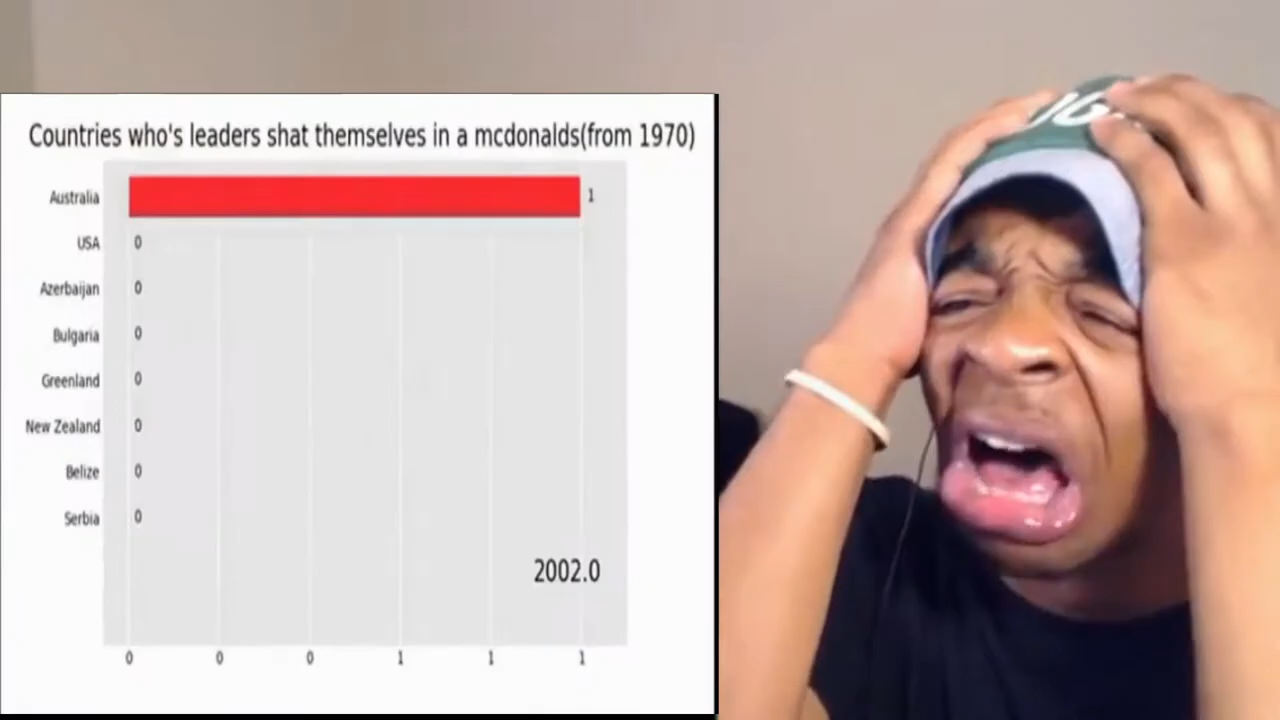 Countries who's leaders shat themselves in a mcdonalds(from 1970)
Australia 1
USA 0
Azerbaijan 0
Bulgaria 0
Greenland 0
New Zealand 0
Belize 0
Serbia 0
2002.0
0 0 0 1 1 1